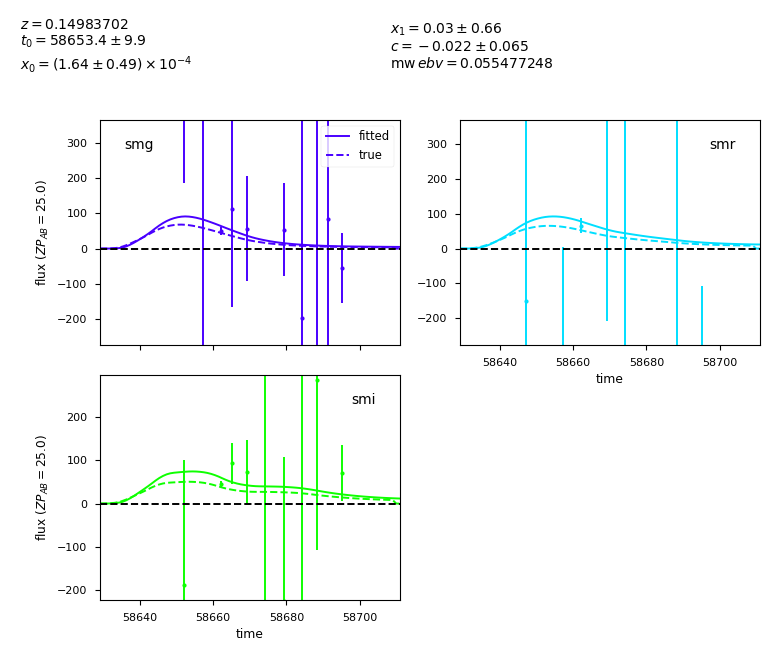 z = 0.14983702
t₀ = 58653.4 ± 9.9
x₀ = (1.64 ± 0.49) × 10⁻⁴
x₁ = 0.03 ± 0.66
c = −0.022 ± 0.065
mw ebv = 0.055477248
smg
fitted
true
300
200
100
0
−100
−200
flux (ZP_AB = 25.0)
smr
300
200
100
0
−100
−200
58640 58660 58680 58700
time
smi
200
100
0
−100
−200
flux (ZP_AB = 25.0)
58640 58660 58680 58700
time